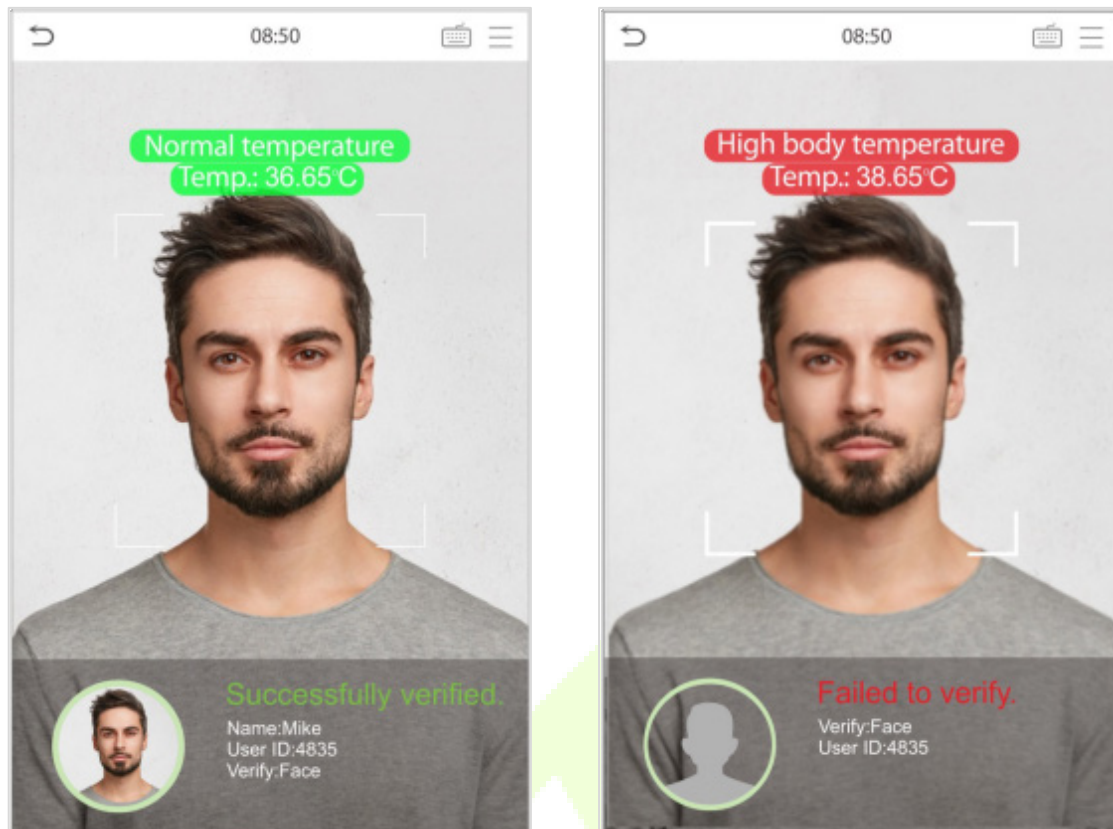 08:50
Normal temperature
Temp.: 36.65°C
Successfully verified.
Name:Mike
User ID:4835
Verify:Face
08:50
High body temperature
Temp.: 38.65°C
Failed to verify.
Verify:Face
User ID:4835